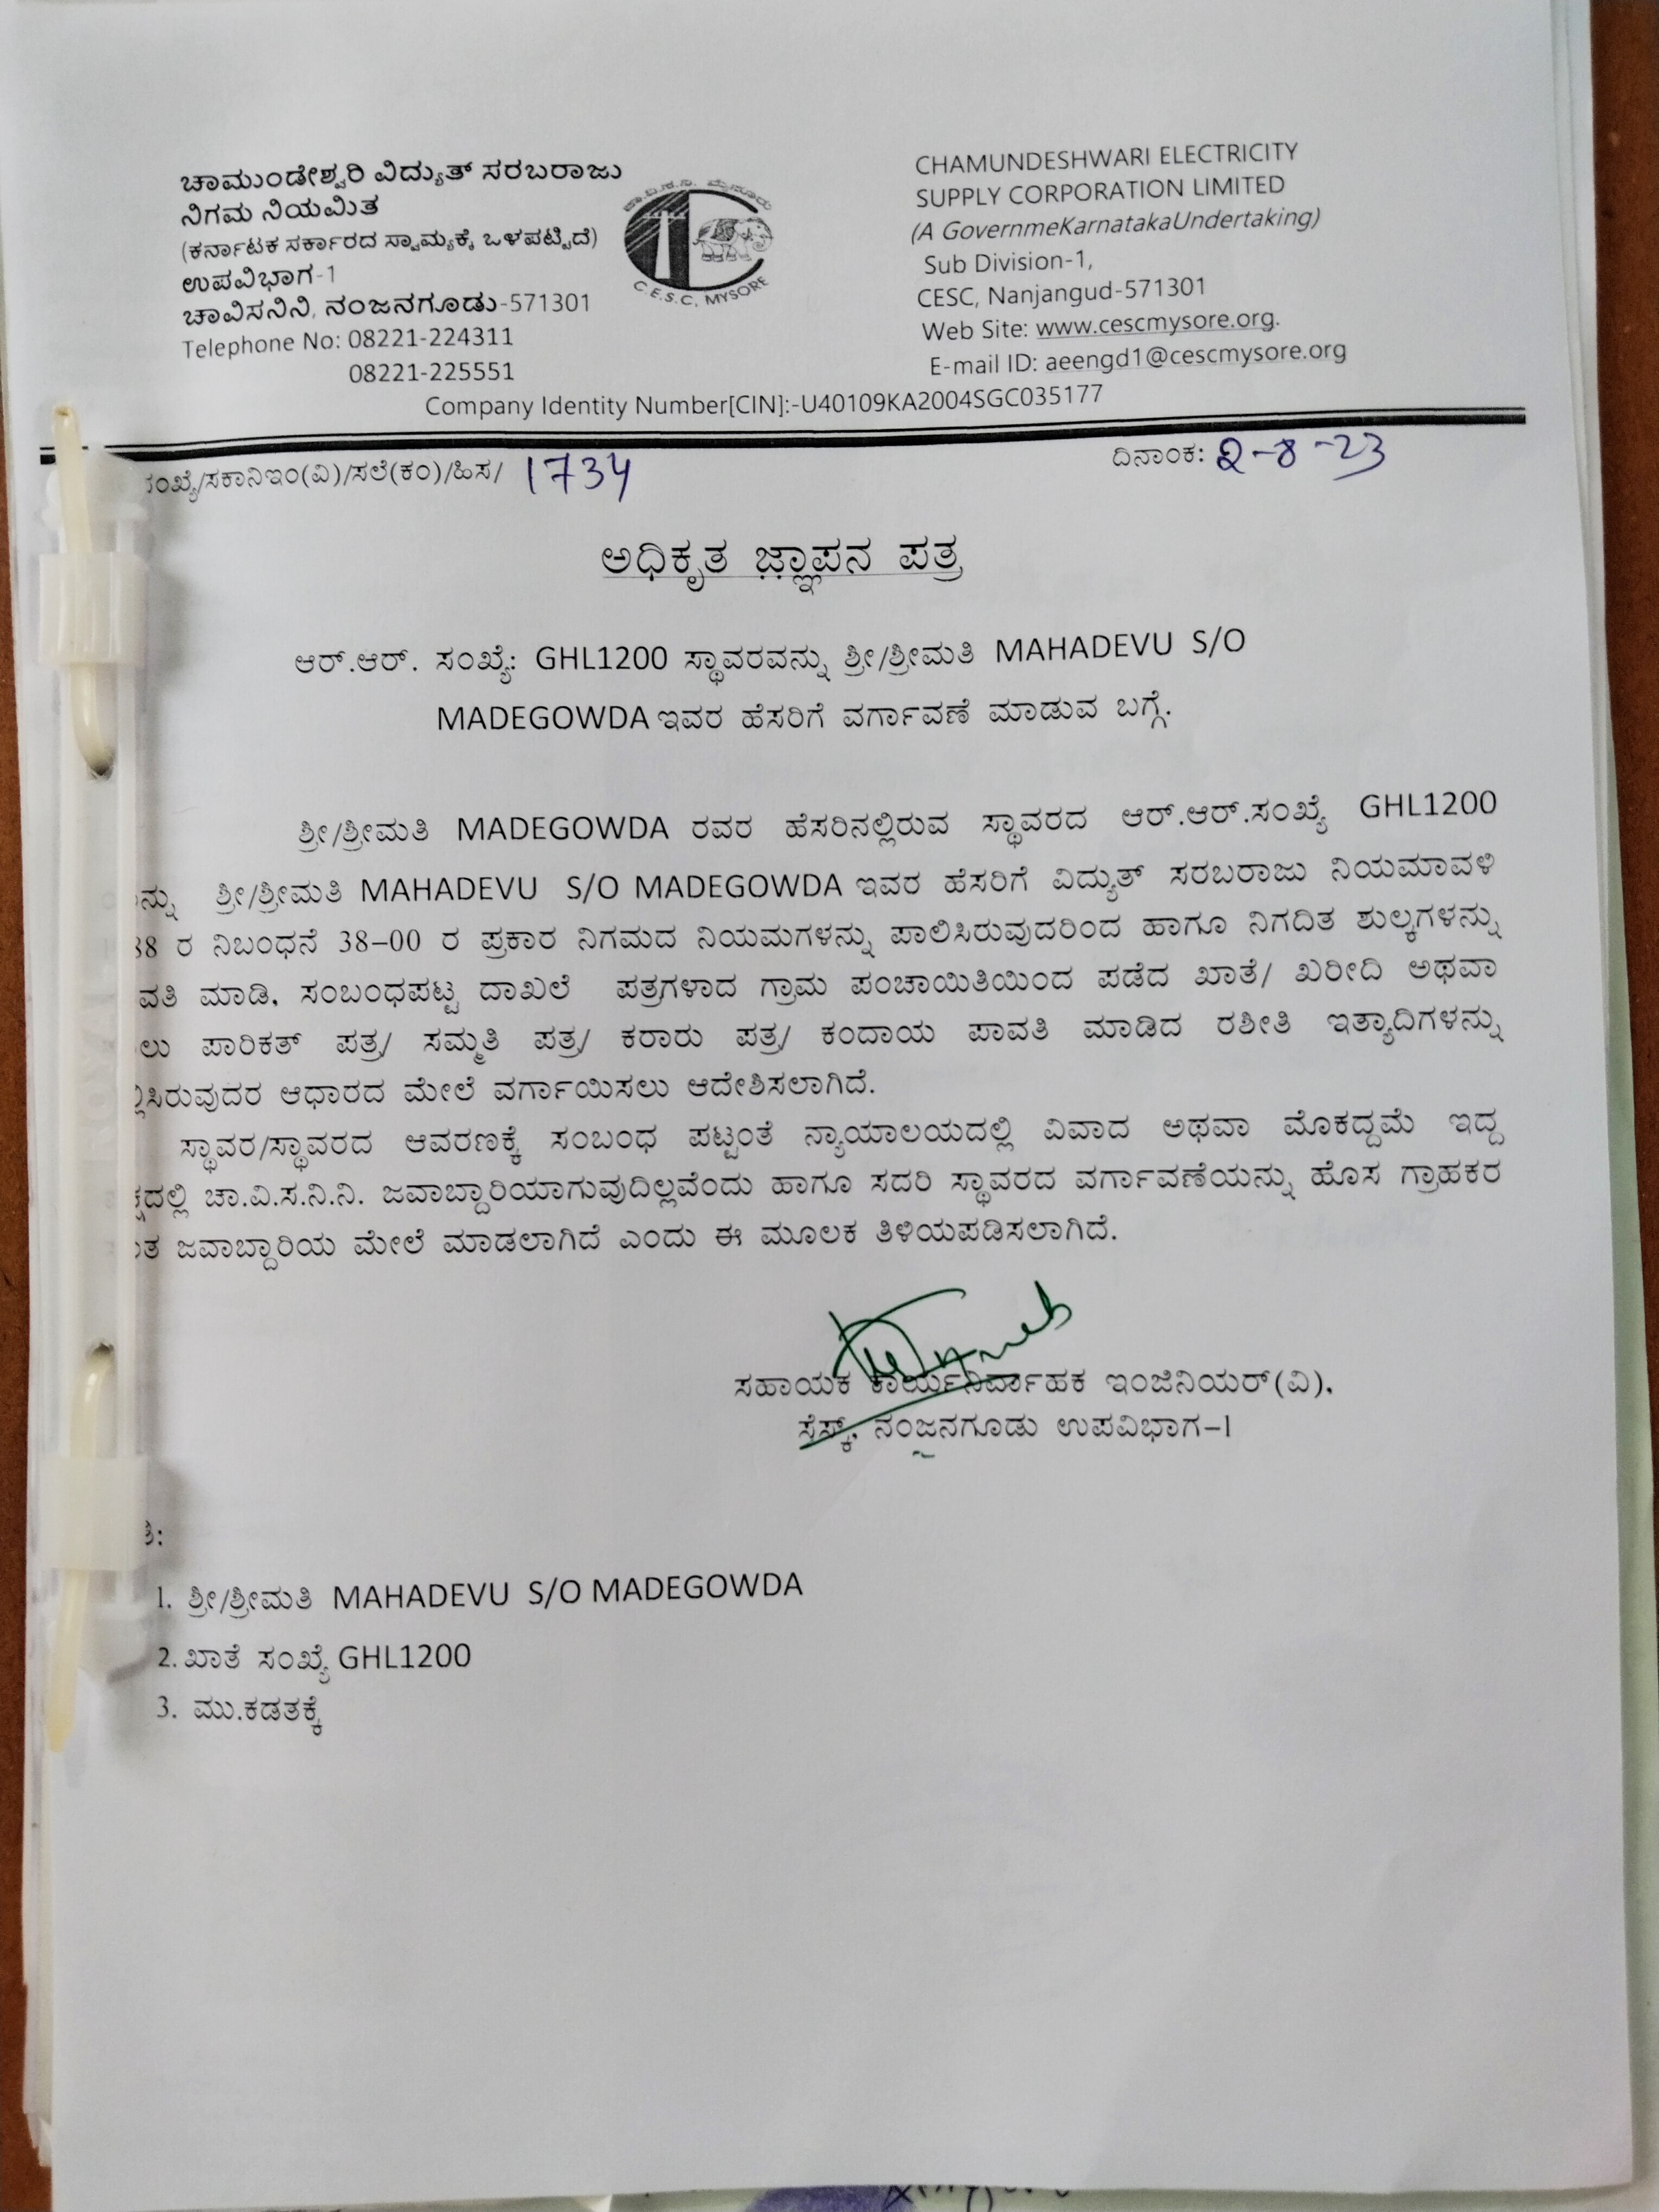 ಚಾಮುಂಡೇಶ್ವರಿ ವಿದ್ಯುತ್ ಸರಬರಾಜು
ನಿಗಮ ನಿಯಮಿತ
(ಕರ್ನಾಟಕ ಸರ್ಕಾರದ ಸ್ವಾಮ್ಯಕ್ಕೆ ಒಳಪಟ್ಟಿದೆ)
ಉಪವಿಭಾಗ-1
ಚಾವಿಸನಿನಿ, ನಂಜನಗೂಡು-571301
Telephone No: 08221-224311
08221-225551
C.E.S.C. MYSORE
CHAMUNDESHWARI ELECTRICITY
SUPPLY CORPORATION LIMITED
(A GovernmeKarnatakaUndertaking)
Sub Division-1,
CESC, Nanjangud-571301
Web Site: www.cescmysore.org.
E-mail ID: aeengd1@cescmysore.org
Company Identity Number[CIN]:-U40109KA2004SGC035177
ಸಂಖ್ಯೆ/ಸಕಾನಿಇಂ(ವಿ)/ಸಲೆ(ಕಂ)/ಹಿಸ/ 1734
ದಿನಾಂಕ: 2-8-23
ಅಧಿಕೃತ ಜ್ಞಾಪನ ಪತ್ರ
ಆರ್.ಆರ್. ಸಂಖ್ಯೆ: GHL1200 ಸ್ಥಾವರವನ್ನು ಶ್ರೀ/ಶ್ರೀಮತಿ MAHADEVU S/O
MADEGOWDA ಇವರ ಹೆಸರಿಗೆ ವರ್ಗಾವಣೆ ಮಾಡುವ ಬಗ್ಗೆ.
ಶ್ರೀ/ಶ್ರೀಮತಿ MADEGOWDA ರವರ ಹೆಸರಿನಲ್ಲಿರುವ ಸ್ಥಾವರದ ಆರ್.ಆರ್.ಸಂಖ್ಯೆ GHL1200
ನ್ನು ಶ್ರೀ/ಶ್ರೀಮತಿ MAHADEVU S/O MADEGOWDA ಇವರ ಹೆಸರಿಗೆ ವಿದ್ಯುತ್ ಸರಬರಾಜು ನಿಯಮಾವಳಿ
88 ರ ನಿಬಂಧನೆ 38-00 ರ ಪ್ರಕಾರ ನಿಗಮದ ನಿಯಮಗಳನ್ನು ಪಾಲಿಸಿರುವುದರಿಂದ ಹಾಗೂ ನಿಗದಿತ ಶುಲ್ಕಗಳನ್ನು
ವತಿ ಮಾಡಿ, ಸಂಬಂಧಪಟ್ಟ ದಾಖಲೆ ಪತ್ರಗಳಾದ ಗ್ರಾಮ ಪಂಚಾಯಿತಿಯಿಂದ ಪಡೆದ ಖಾತೆ/ ಖರೀದಿ ಅಥವಾ
ಲು ಪಾರಿಕತ್ ಪತ್ರ/ ಸಮ್ಮತಿ ಪತ್ರ/ ಕರಾರು ಪತ್ರ/ ಕಂದಾಯ ಪಾವತಿ ಮಾಡಿದ ರಶೀತಿ ಇತ್ಯಾದಿಗಳನ್ನು
ಲ್ಲಿಸಿರುವುದರ ಆಧಾರದ ಮೇಲೆ ವರ್ಗಾಯಿಸಲು ಆದೇಶಿಸಲಾಗಿದೆ.
ಸ್ಥಾವರ/ಸ್ಥಾವರದ ಆವರಣಕ್ಕೆ ಸಂಬಂಧ ಪಟ್ಟಂತೆ ನ್ಯಾಯಾಲಯದಲ್ಲಿ ವಿವಾದ ಅಥವಾ ಮೊಕದ್ದಮೆ ಇದ್ದ
ಕ್ಷದಲ್ಲಿ ಚಾ.ವಿ.ಸ.ನಿ.ನಿ. ಜವಾಬ್ದಾರಿಯಾಗುವುದಿಲ್ಲವೆಂದು ಹಾಗೂ ಸದರಿ ಸ್ಥಾವರದ ವರ್ಗಾವಣೆಯನ್ನು ಹೊಸ ಗ್ರಾಹಕರ
ತ ಜವಾಬ್ದಾರಿಯ ಮೇಲೆ ಮಾಡಲಾಗಿದೆ ಎಂದು ಈ ಮೂಲಕ ತಿಳಿಯಪಡಿಸಲಾಗಿದೆ.
ಸಹಾಯಕ ಕಾರ್ಯನಿರ್ವಾಹಕ ಇಂಜಿನಿಯರ್(ವಿ),
ಸೆಸ್ಕ್, ನಂಜನಗೂಡು ಉಪವಿಭಾಗ-1
ತಿ:
1. ಶ್ರೀ/ಶ್ರೀಮತಿ MAHADEVU S/O MADEGOWDA
2. ಖಾತೆ ಸಂಖ್ಯೆ GHL1200
3. ಮು.ಕಡತಕ್ಕೆ